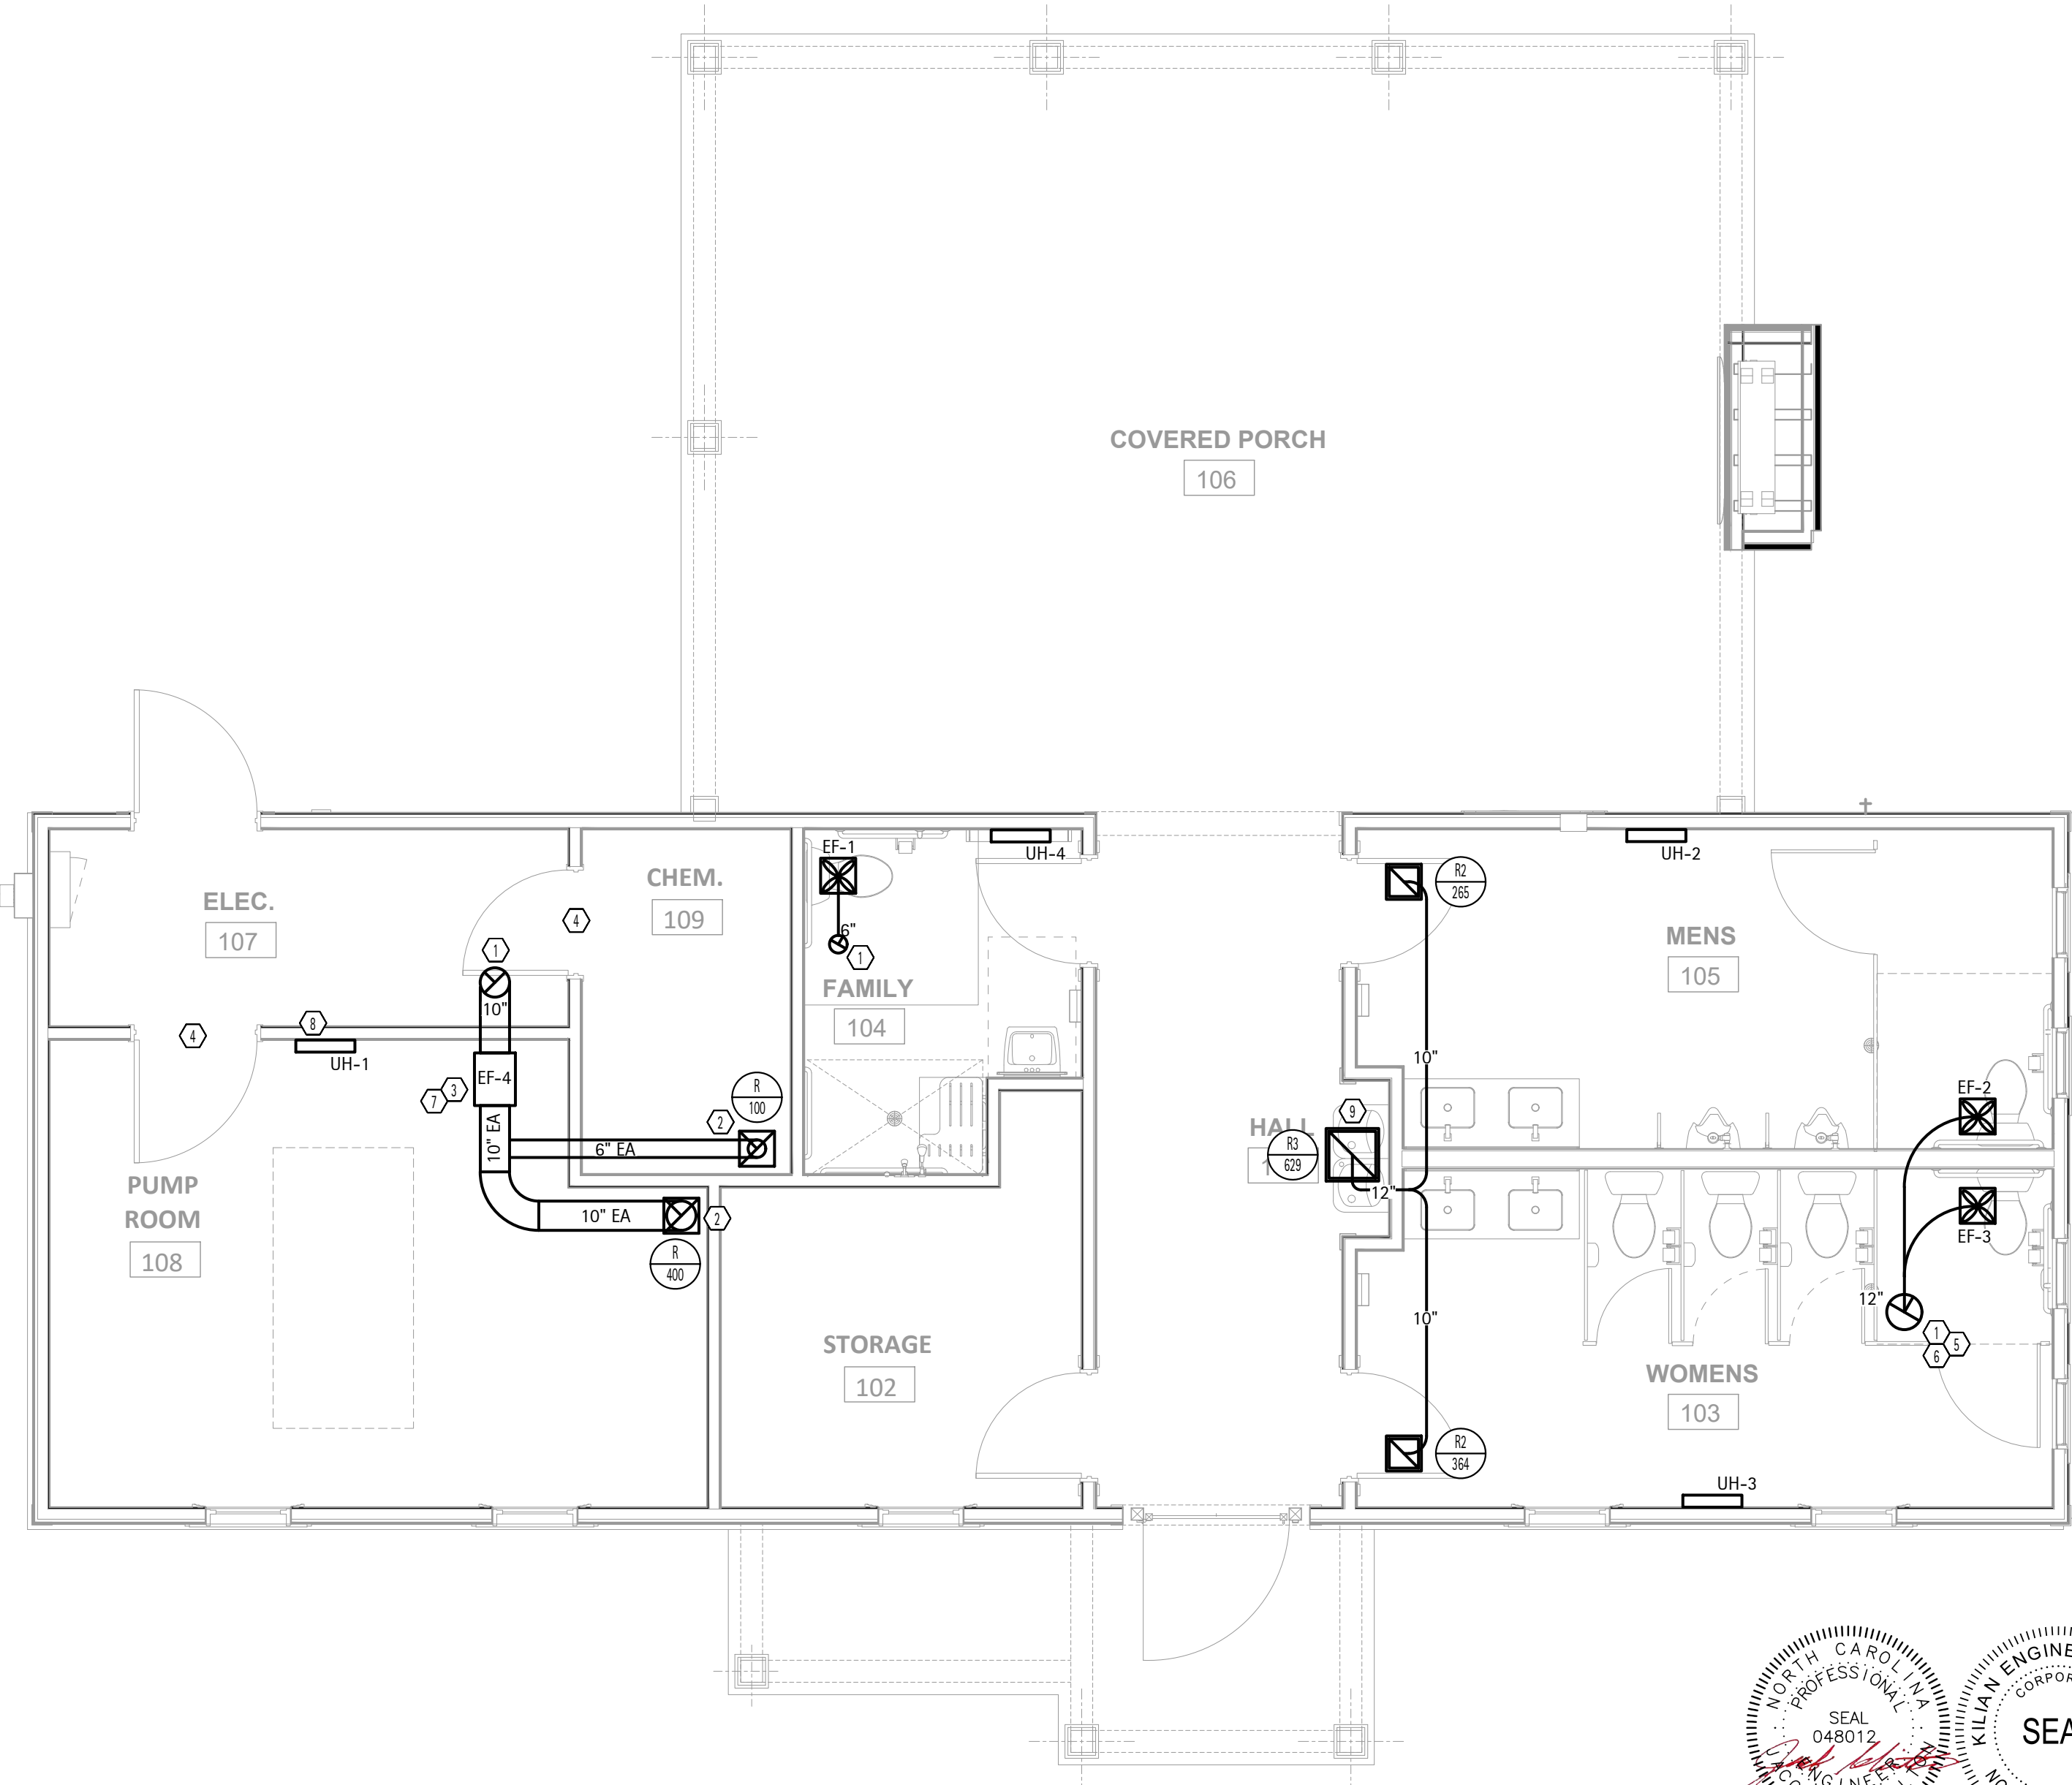 COVERED PORCH
106
EF-1
UH-4
UH-2
R2
265
CHEM.
109
ELEC.
107
4
6"
1
1
MENS
105
FAMILY
104
10"
8
4
UH-1
EF-4
3
7
10"
R
100
2
EF-2
9
HALL
R3
629
6" EA
10" EA
12"
PUMP
ROOM
108
10" EA
2
EF-3
R
400
12"
10"
1
5
6
STORAGE
102
WOMENS
103
R2
364
UH-3
NORTH CAROLINA
PROFESSIONAL
SEAL
048012
KILIAN ENGINE
CORPOR
SEA